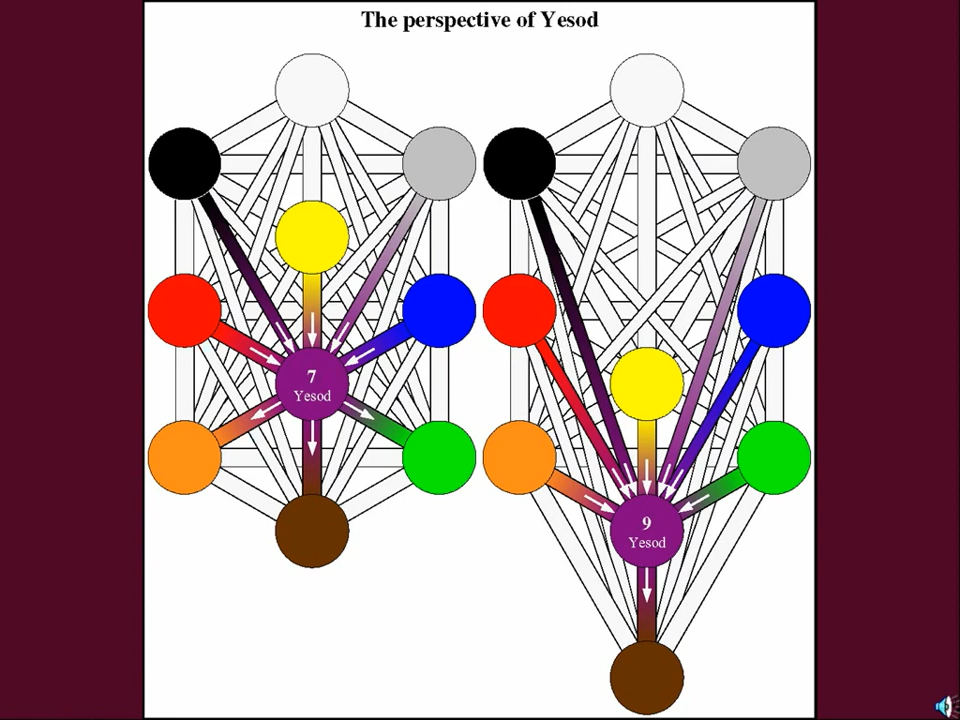 The perspective of Yesod
7
Yesod
9
Yesod